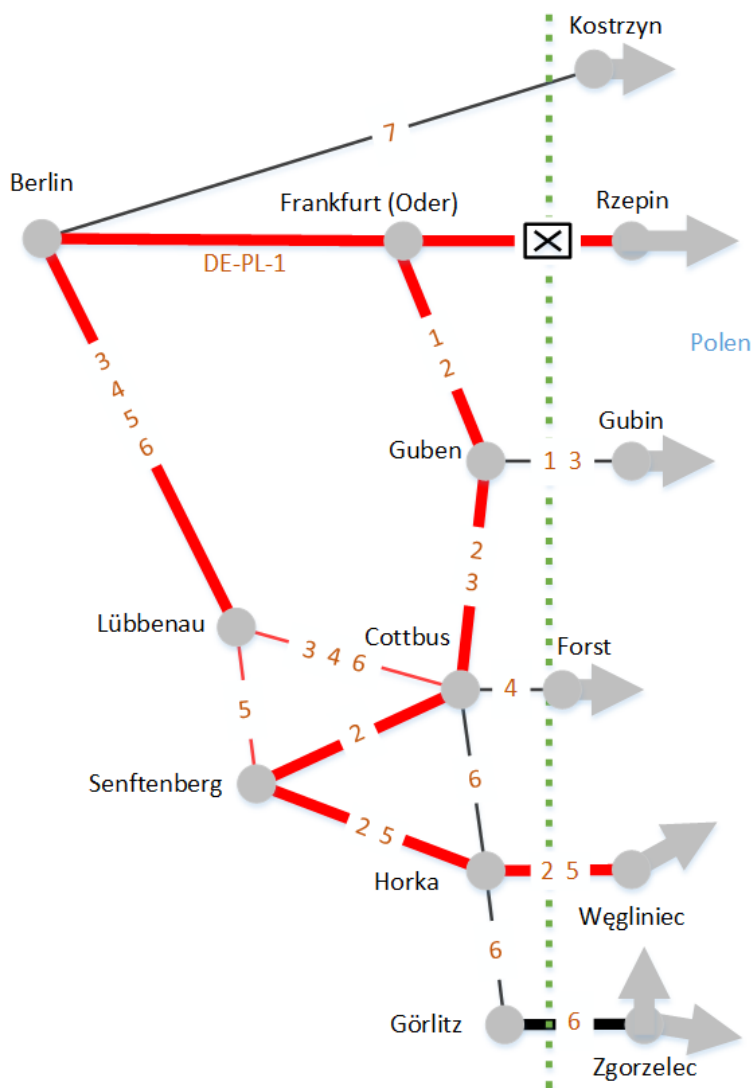 Kostrzyn
7
Berlin
Frankfurt (Oder)
Rzepin
DE-PL-1
Polen
1
2
3
4
5
6
Guben
1 3
Gubin
2
3
Lübbenau
3 4 6
Cottbus
4
Forst
5
2
Senftenberg
6
2 5
Horka
2 5
Węgliniec
6
Görlitz
6
Zgorzelec